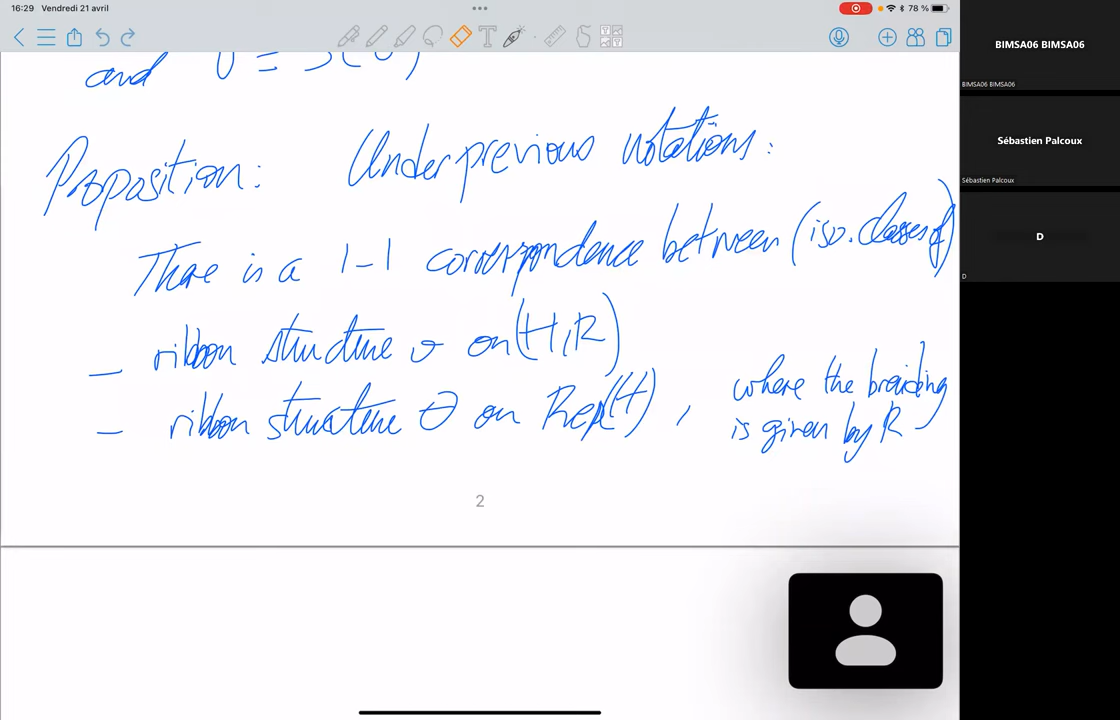 16:29 Vendredi 21 avril
78 %
and v = S(v)
Proposition: Under previous notations:
There is a 1-1 correspondence between (iso. classes of)
- ribbon structure v on (H,R)
- ribbon structure θ on Rep(H), where the braiding
is given by R
2
BIMSA06 BIMSA06
BIMSA06 BIMSA06
Sébastien Palcoux
Sébastien Palcoux
D
D